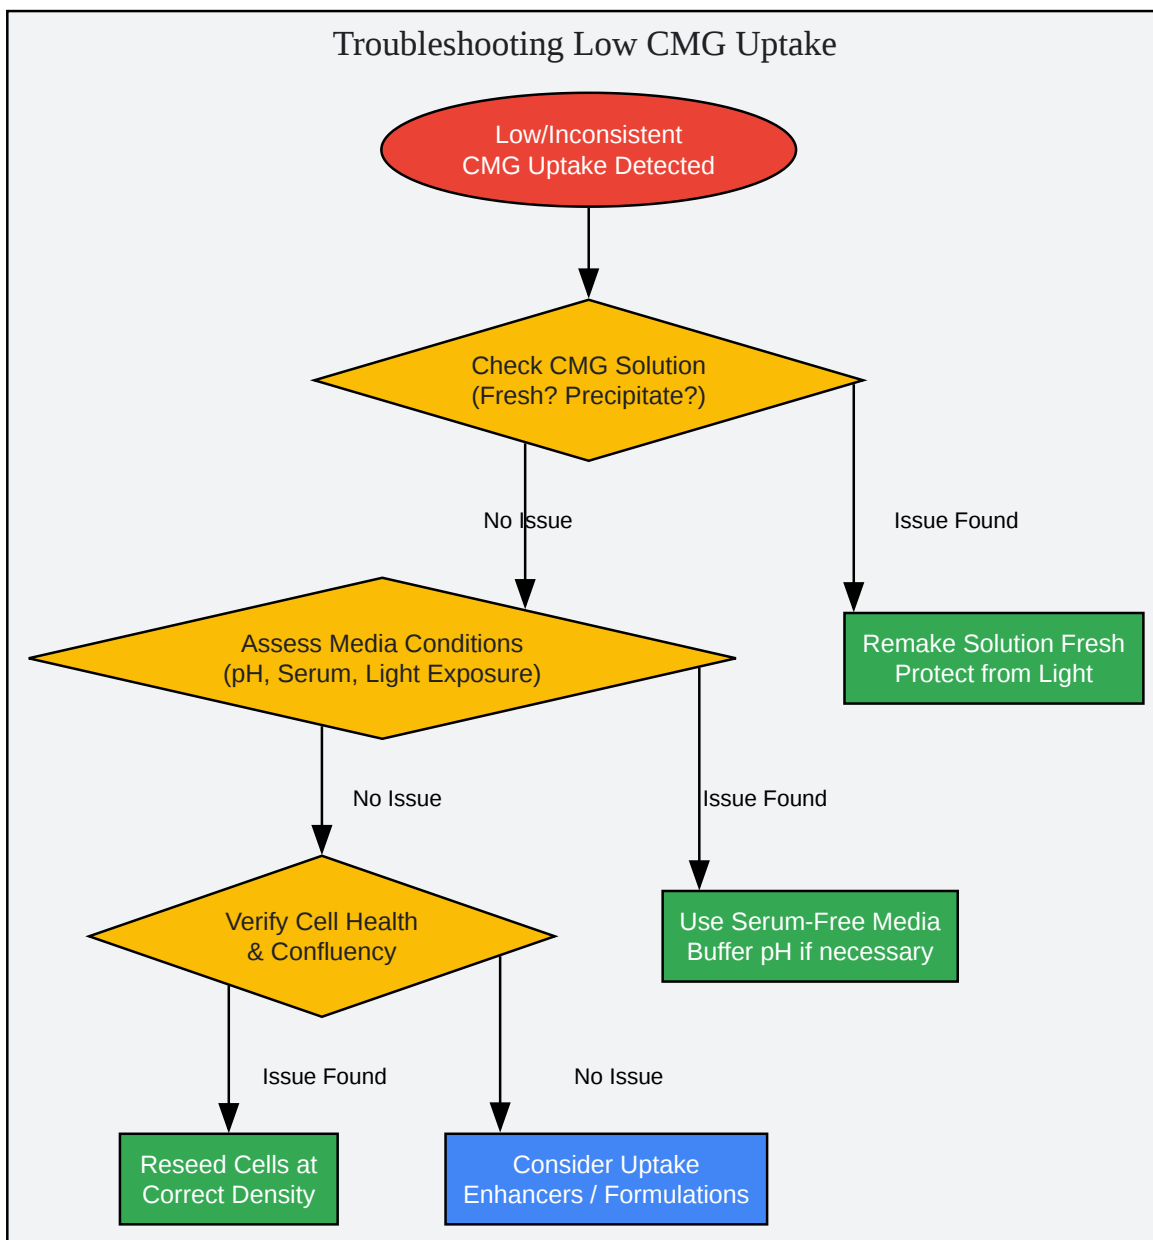 Troubleshooting Low CMG Uptake
Low/Inconsistent
CMG Uptake Detected
Check CMG Solution
(Fresh? Precipitate?)
No Issue
Issue Found
Assess Media Conditions
(pH, Serum, Light Exposure)
Remake Solution Fresh
Protect from Light
No Issue
Issue Found
Verify Cell Health
& Confluency
Use Serum-Free Media
Buffer pH if necessary
Issue Found
No Issue
Reseed Cells at
Correct Density
Consider Uptake
Enhancers / Formulations